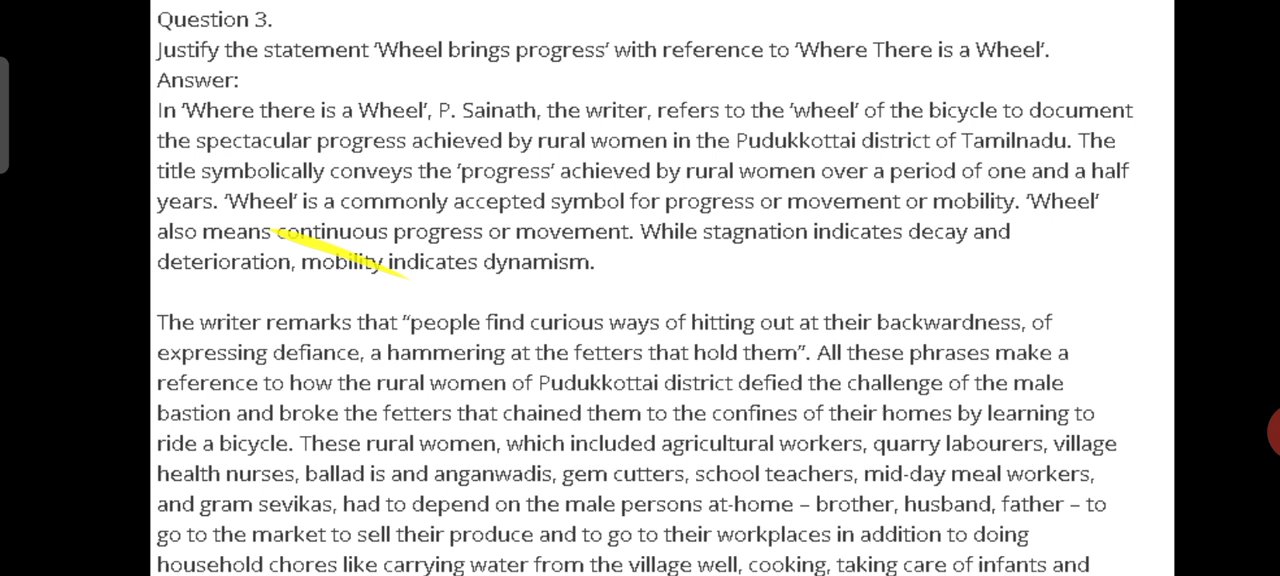 Question 3.
Justify the statement ‘Wheel brings progress’ with reference to ‘Where There is a Wheel’.
Answer:
In ‘Where there is a Wheel’, P. Sainath, the writer, refers to the ‘wheel’ of the bicycle to document
the spectacular progress achieved by rural women in the Pudukkottai district of Tamilnadu. The
title symbolically conveys the ‘progress’ achieved by rural women over a period of one and a half
years. ‘Wheel’ is a commonly accepted symbol for progress or movement or mobility. ‘Wheel’
also means continuous progress or movement. While stagnation indicates decay and
deterioration, mobility indicates dynamism.
The writer remarks that “people find curious ways of hitting out at their backwardness, of
expressing defiance, a hammering at the fetters that hold them”. All these phrases make a
reference to how the rural women of Pudukkottai district defied the challenge of the male
bastion and broke the fetters that chained them to the confines of their homes by learning to
ride a bicycle. These rural women, which included agricultural workers, quarry labourers, village
health nurses, ballad is and anganwadis, gem cutters, school teachers, mid-day meal workers,
and gram sevikas, had to depend on the male persons at-home – brother, husband, father – to
go to the market to sell their produce and to go to their workplaces in addition to doing
household chores like carrying water from the village well, cooking, taking care of infants and